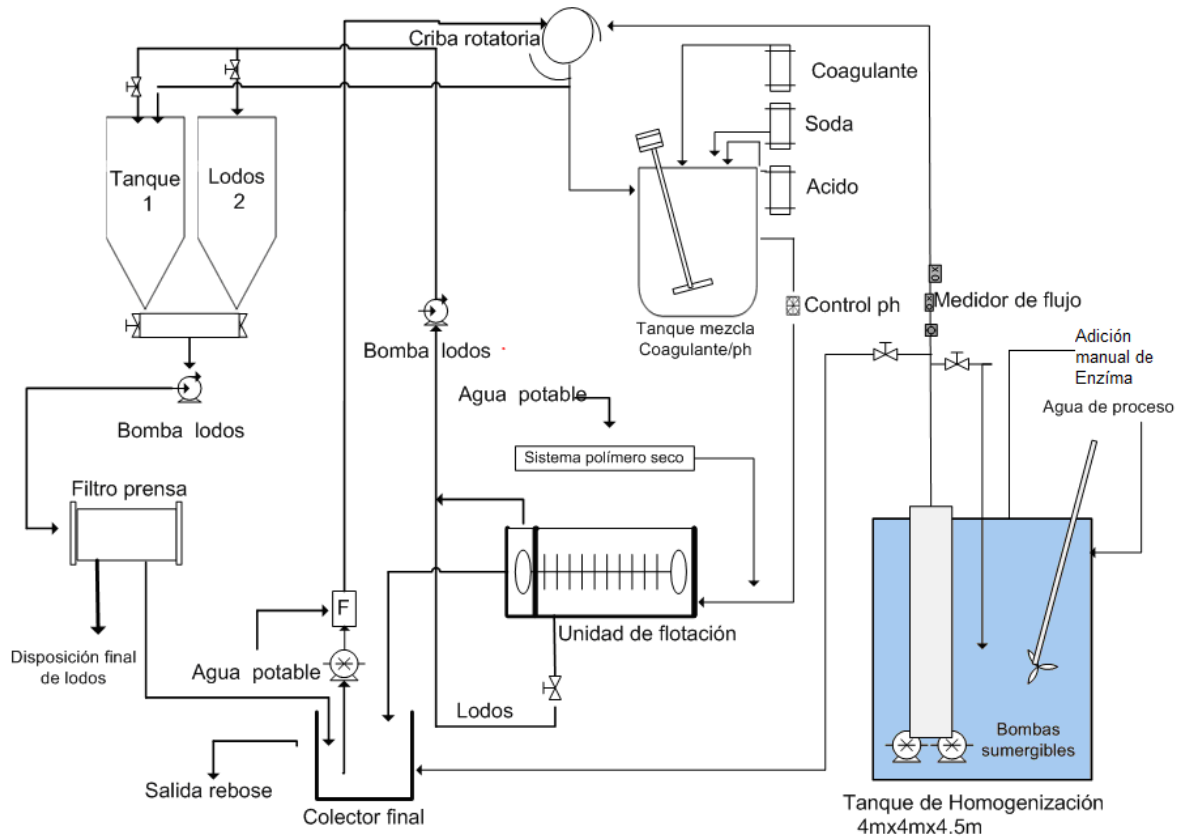 Criba rotatoria
Coagulante
Soda
Acido
Tanque
1
Lodos
2
Control ph
Medidor de flujo
Tanque mezcla
Coagulante/ph
Bomba lodos
Adición
manual de
Enzíma
Agua de proceso
Agua potable
Bomba lodos
Sistema polímero seco
Filtro prensa
F
Unidad de flotación
Disposición final
de lodos
Agua potable
Lodos
Bombas
sumergibles
Salida rebose
Colector final
Tanque de Homogenización
4mx4mx4.5m